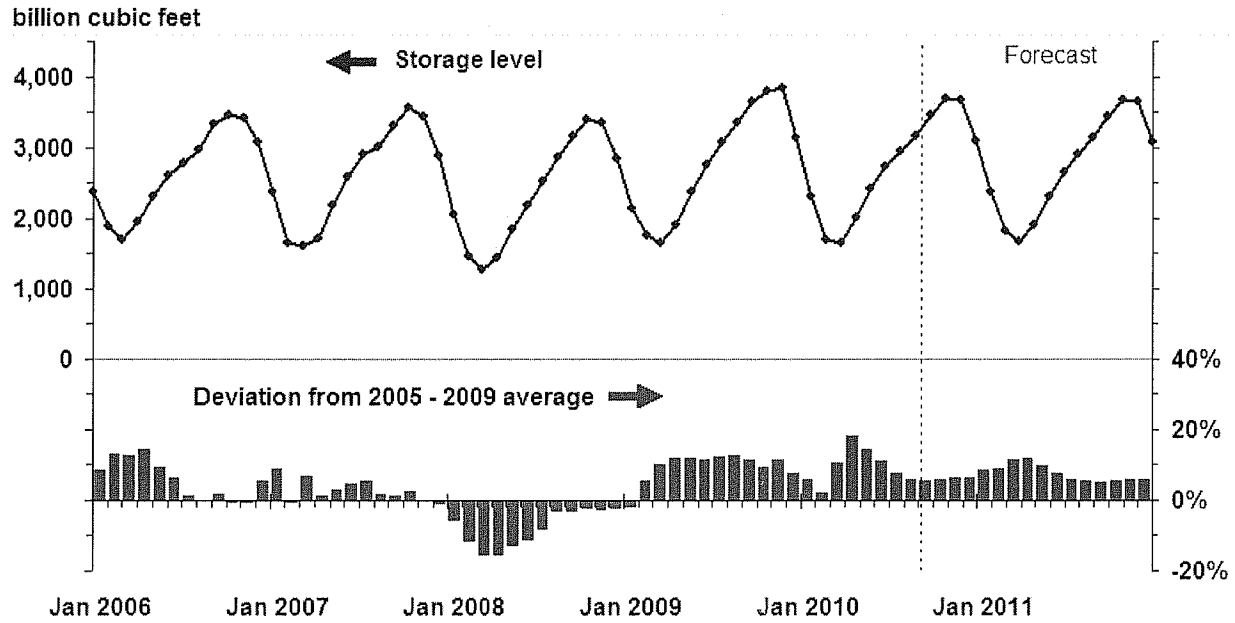 billion cubic feet
Storage level
Forecast
4,000
3,000
2,000
1,000
0
40%
Deviation from 2005 - 2009 average
20%
0%
-20%
Jan 2006 Jan 2007 Jan 2008 Jan 2009 Jan 2010 Jan 2011